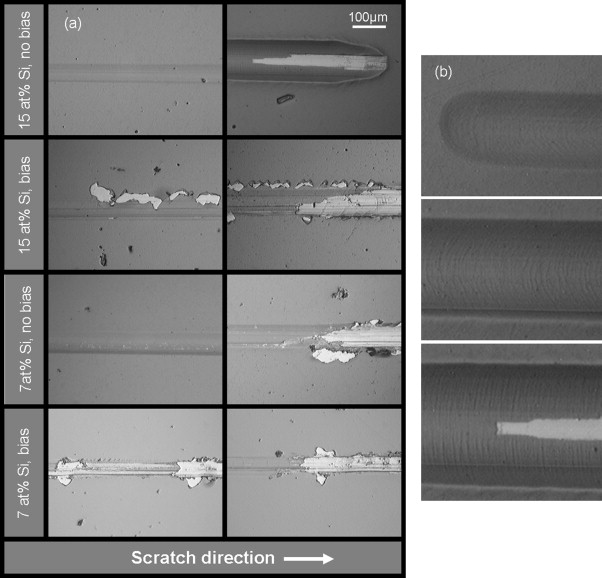 (a)
100µm
15 at% Si, no bias
15 at% Si, bias
7at% Si, no bias
7 at% Si, bias
Scratch direction
(b)